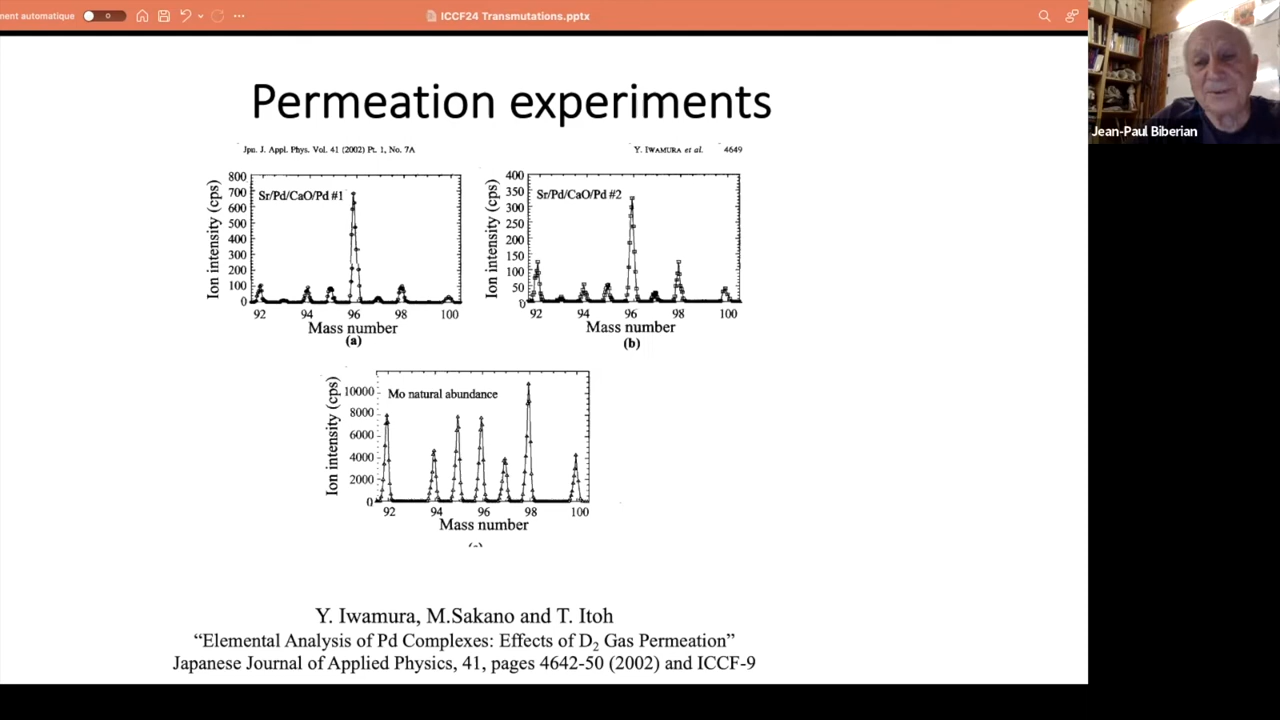 ment automatique
ICCF24 Transmutations.pptx
Jean-Paul Biberian
Permeation experiments
Jpn. J. Appl. Phys. Vol. 41 (2002) Pt. 1, No. 7A
Y. IWAMURA et al. 4649
Ion intensity (cps)
800
700
600
500
400
300
200
100
0
Sr/Pd/CaO/Pd #1
92 94 96 98 100
Mass number
(a)
Ion intensity (cps)
400
350
300
250
200
150
100
50
0
Sr/Pd/CaO/Pd #2
92 94 96 98 100
Mass number
(b)
Ion intensity (cps)
10000
8000
6000
4000
2000
0
Mo natural abundance
92 94 96 98 100
Mass number
Y. Iwamura, M.Sakano and T. Itoh
“Elemental Analysis of Pd Complexes: Effects of D2 Gas Permeation”
Japanese Journal of Applied Physics, 41, pages 4642-50 (2002) and ICCF-9